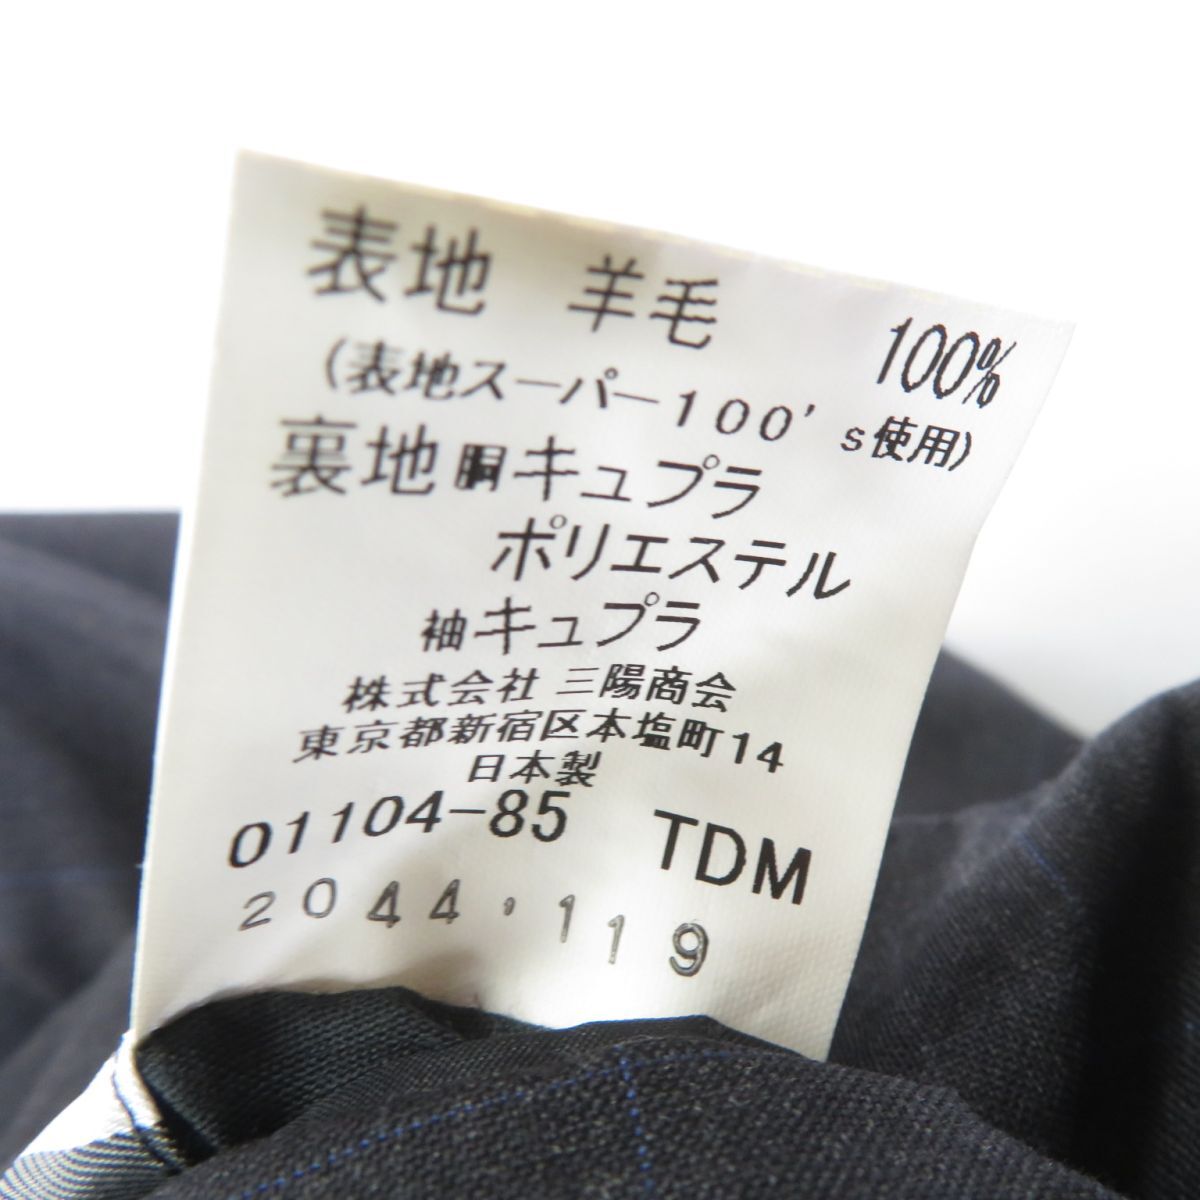 表地 羊毛 100%
(表地スーパー100's使用)
裏地 胴キュプラ
ポリエステル
袖キュプラ
株式会社 三陽商会
東京都新宿区本塩町14
日本製
01104-85 TDM
2044,119